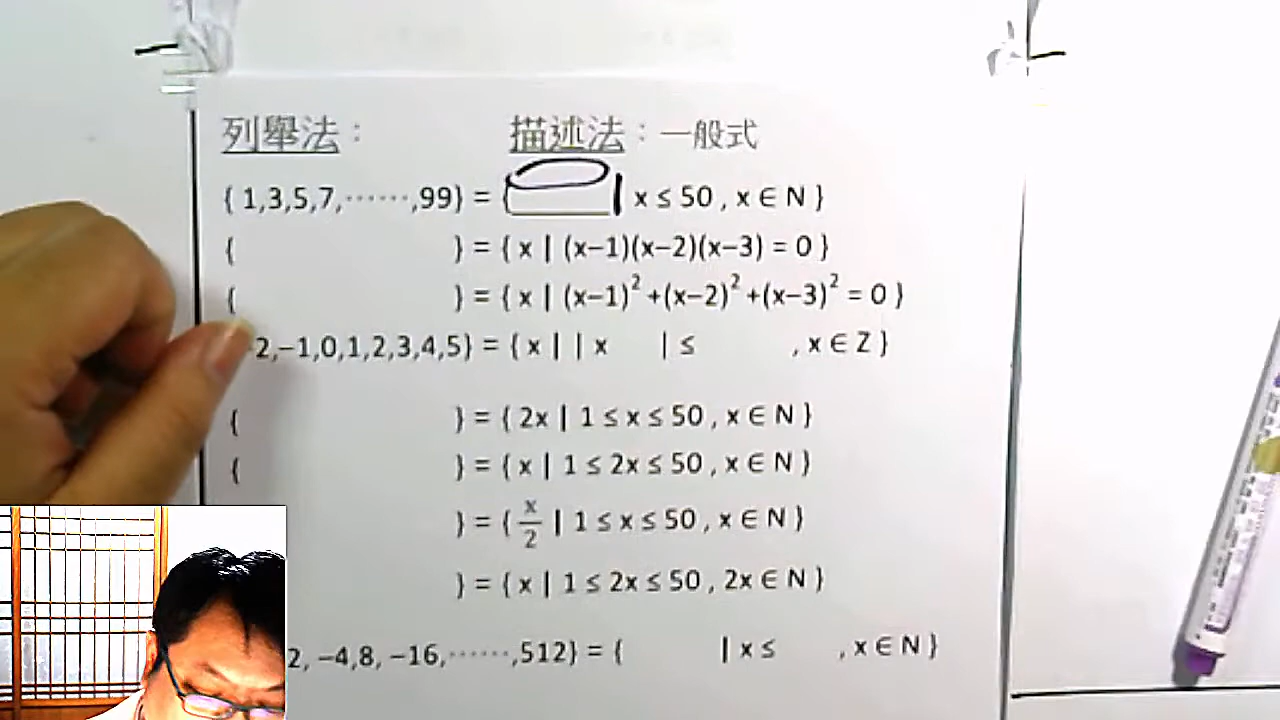 列舉法： 描述法：一般式
{ 1,3,5,7,⋯⋯,99} = { | x ≤ 50 , x ∈ N }
{ } = { x | (x−1)(x−2)(x−3) = 0 }
{ } = { x | (x−1)² +(x−2)² +(x−3)² = 0 }
2,−1,0,1,2,3,4,5} = { x | | x | ≤ , x ∈ Z }
{ } = { 2x | 1 ≤ x ≤ 50 , x ∈ N }
{ } = { x | 1 ≤ 2x ≤ 50 , x ∈ N }
} = { x/2 | 1 ≤ x ≤ 50 , x ∈ N }
} = { x | 1 ≤ 2x ≤ 50 , 2x ∈ N }
2, −4,8, −16,⋯⋯,512} = { | x ≤ , x ∈ N }